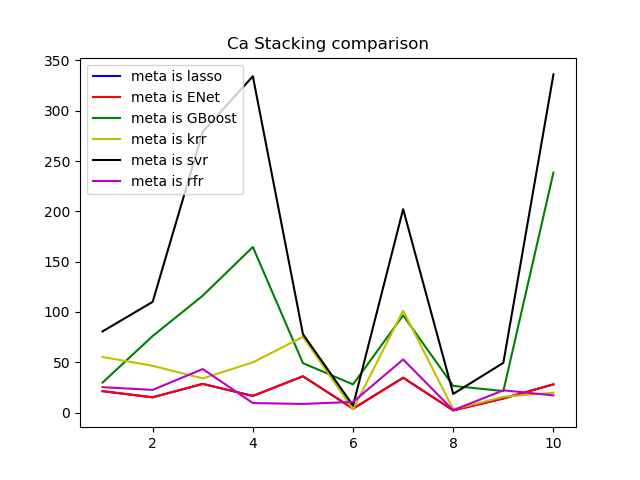 Ca Stacking comparison
350
300
250
200
150
100
50
0
meta is lasso
meta is ENet
meta is GBoost
meta is krr
meta is svr
meta is rfr
2
4
6
8
10